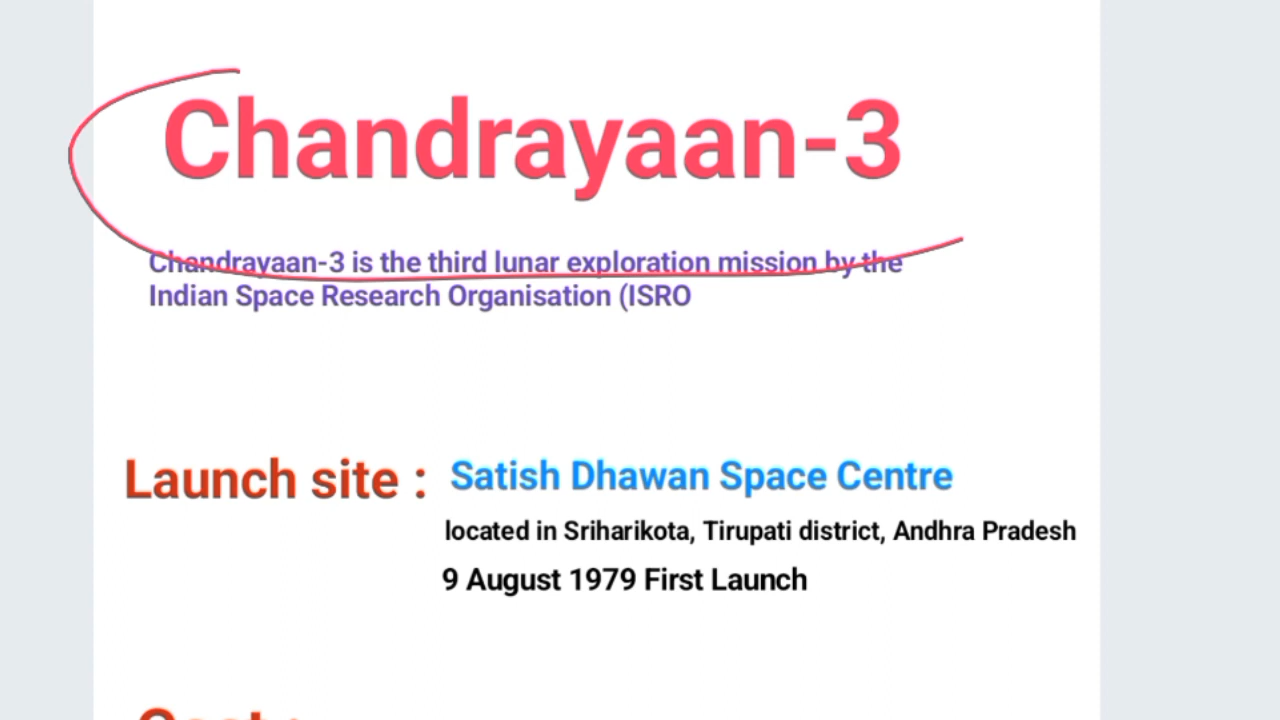 Chandrayaan-3
Chandrayaan-3 is the third lunar exploration mission by the
Indian Space Research Organisation (ISRO
Launch site : Satish Dhawan Space Centre
located in Sriharikota, Tirupati district, Andhra Pradesh
9 August 1979 First Launch